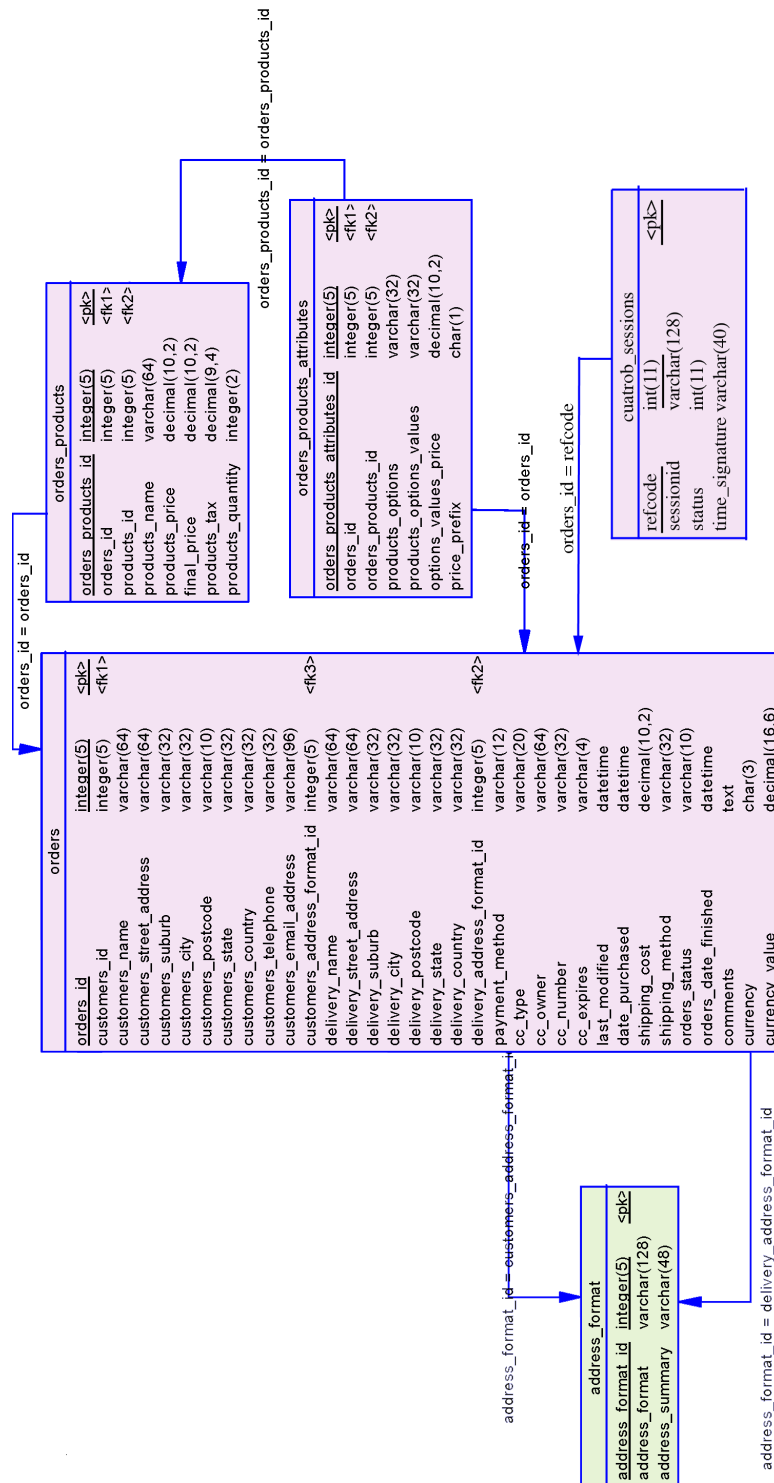 orders_id = orders_id
orders_products
orders_products_id integer(5) <pk>
orders_id integer(5) <fk1>
products_id integer(5) <fk2>
products_name varchar(64)
products_price decimal(10,2)
final_price decimal(10,2)
products_tax decimal(9,4)
products_quantity integer(2)
orders_products_id = orders_products_id
orders_products_attributes
orders_products_attributes_id integer(5) <pk>
orders_id integer(5) <fk1>
orders_products_id integer(5) <fk2>
products_options varchar(32)
products_options_values varchar(32)
options_values_price decimal(10,2)
price_prefix char(1)
orders_id = orders_id
orders_id = refcode
cuatrob_sessions
refcode int(11) <pk>
sessionid varchar(128)
status int(11)
time_signature varchar(40)
orders
orders_id integer(5) <pk>
customers_id integer(5) <fk1>
customers_name varchar(64)
customers_street_address varchar(64)
customers_suburb varchar(32)
customers_city varchar(32)
customers_postcode varchar(10)
customers_state varchar(32)
customers_country varchar(32)
customers_telephone varchar(32)
customers_email_address varchar(96)
customers_address_format_id integer(5) <fk3>
delivery_name varchar(64)
delivery_street_address varchar(64)
delivery_suburb varchar(32)
delivery_city varchar(32)
delivery_postcode varchar(10)
delivery_state varchar(32)
delivery_country varchar(32)
delivery_address_format_id integer(5) <fk2>
payment_method varchar(12)
cc_type varchar(20)
cc_owner varchar(64)
cc_number varchar(32)
cc_expires varchar(4)
last_modified datetime
date_purchased datetime
shipping_cost decimal(10,2)
shipping_method varchar(32)
orders_status varchar(10)
orders_date_finished datetime
comments text
currency char(3)
currency_value decimal(16,6)
address_format_id = customers_address_format_i
address_format
address_format_id integer(5) <pk>
address_format varchar(128)
address_summary varchar(48)
address_format_id = delivery_address_format_id